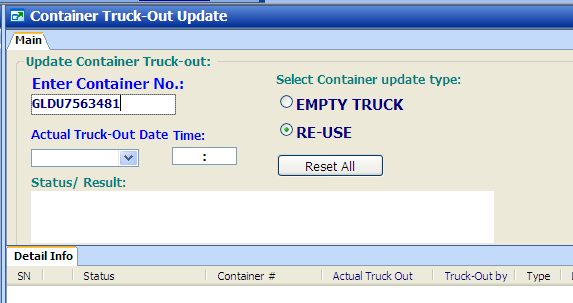 Container Truck-Out Update
Main
Update Container Truck-out:
Enter Container No.:
GLDU7563481
Select Container update type:
EMPTY TRUCK
RE-USE
Actual Truck-Out Date Time:
:
Reset All
Status/ Result:
Detail Info
SN Status Container # Actual Truck Out Truck-Out by Type